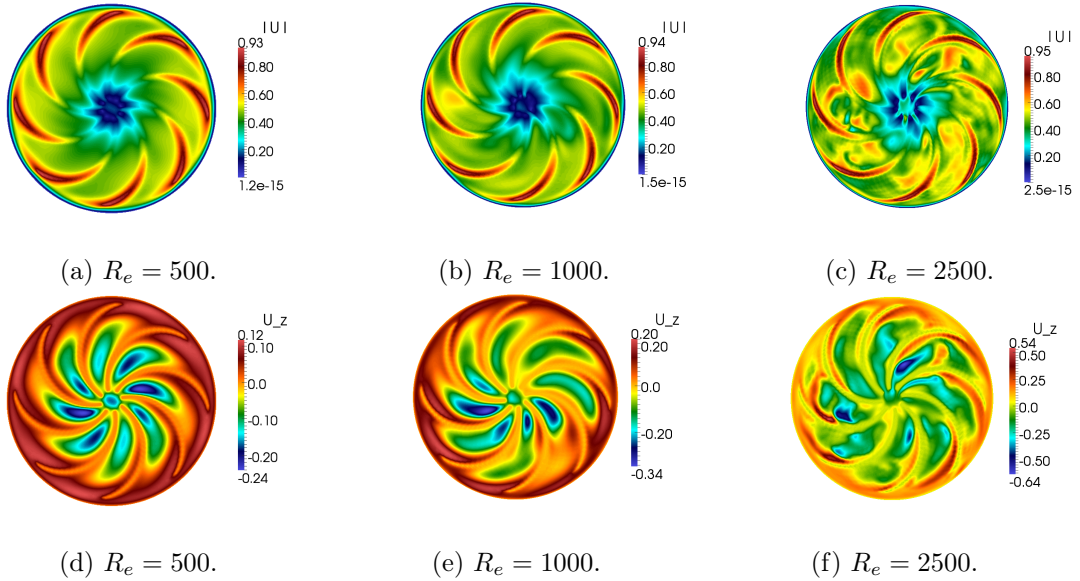 |U|
0.93
0.80
0.60
0.40
0.20
1.2e-15
|U|
0.94
0.80
0.60
0.40
0.20
1.5e-15
|U|
0.95
0.80
0.60
0.40
0.20
2.5e-15
(a) Rₑ = 500.
(b) Rₑ = 1000.
(c) Rₑ = 2500.
U_z
0.12
0.10
0.0
-0.10
-0.20
-0.24
U_z
0.20
0.20
0.0
-0.20
-0.34
U_z
0.54
0.50
0.25
0.0
-0.25
-0.50
-0.64
(d) Rₑ = 500.
(e) Rₑ = 1000.
(f) Rₑ = 2500.